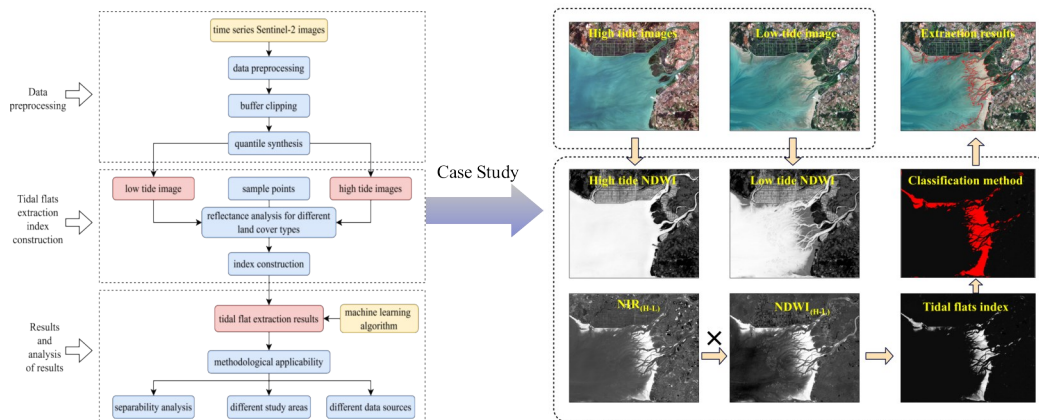 time series Sentinel-2 images
data preprocessing
buffer clipping
quantile synthesis
Data
preprocessing
low tide image
sample points
high tide images
reflectance analysis for different
land cover types
index construction
Tidal flats
extraction
index
construction
tidal flat extraction results
machine learning
algorithm
methodological applicability
separability analysis
different study areas
different data sources
Results
and
analysis
of results
Case Study
High tide images
Low tide image
Extraction results
High tide NDWI
Low tide NDWI
Classification method
NIR(H-L)
×
NDWI(H-L)
Tidal flats index